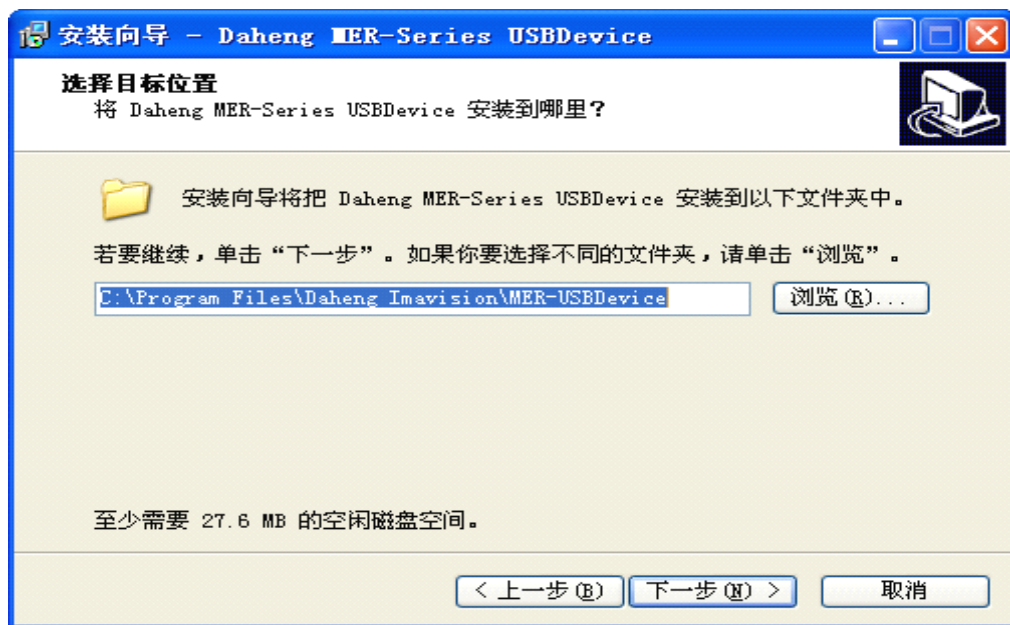 安装向导 - Daheng MER-Series USBDevice
选择目标位置
将 Daheng MER-Series USBDevice 安装到哪里?
安装向导将把 Daheng MER-Series USBDevice 安装到以下文件夹中。
若要继续，单击“下一步”。如果你要选择不同的文件夹，请单击“浏览”。
C:\Program Files\Daheng Imavision\MER-USBDevice
浏览(R)...
至少需要 27.6 MB 的空闲磁盘空间。
< 上一步(B)
下一步(N) >
取消